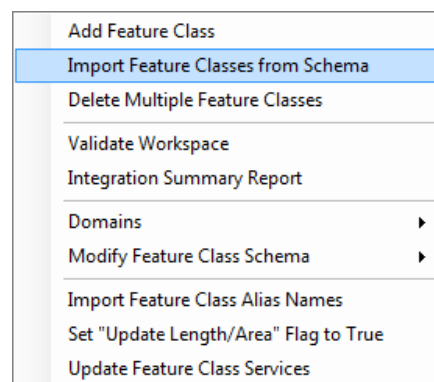 Add Feature Class
Import Feature Classes from Schema
Delete Multiple Feature Classes
Validate Workspace
Integration Summary Report
Domains
Modify Feature Class Schema
Import Feature Class Alias Names
Set "Update Length/Area" Flag to True
Update Feature Class Services